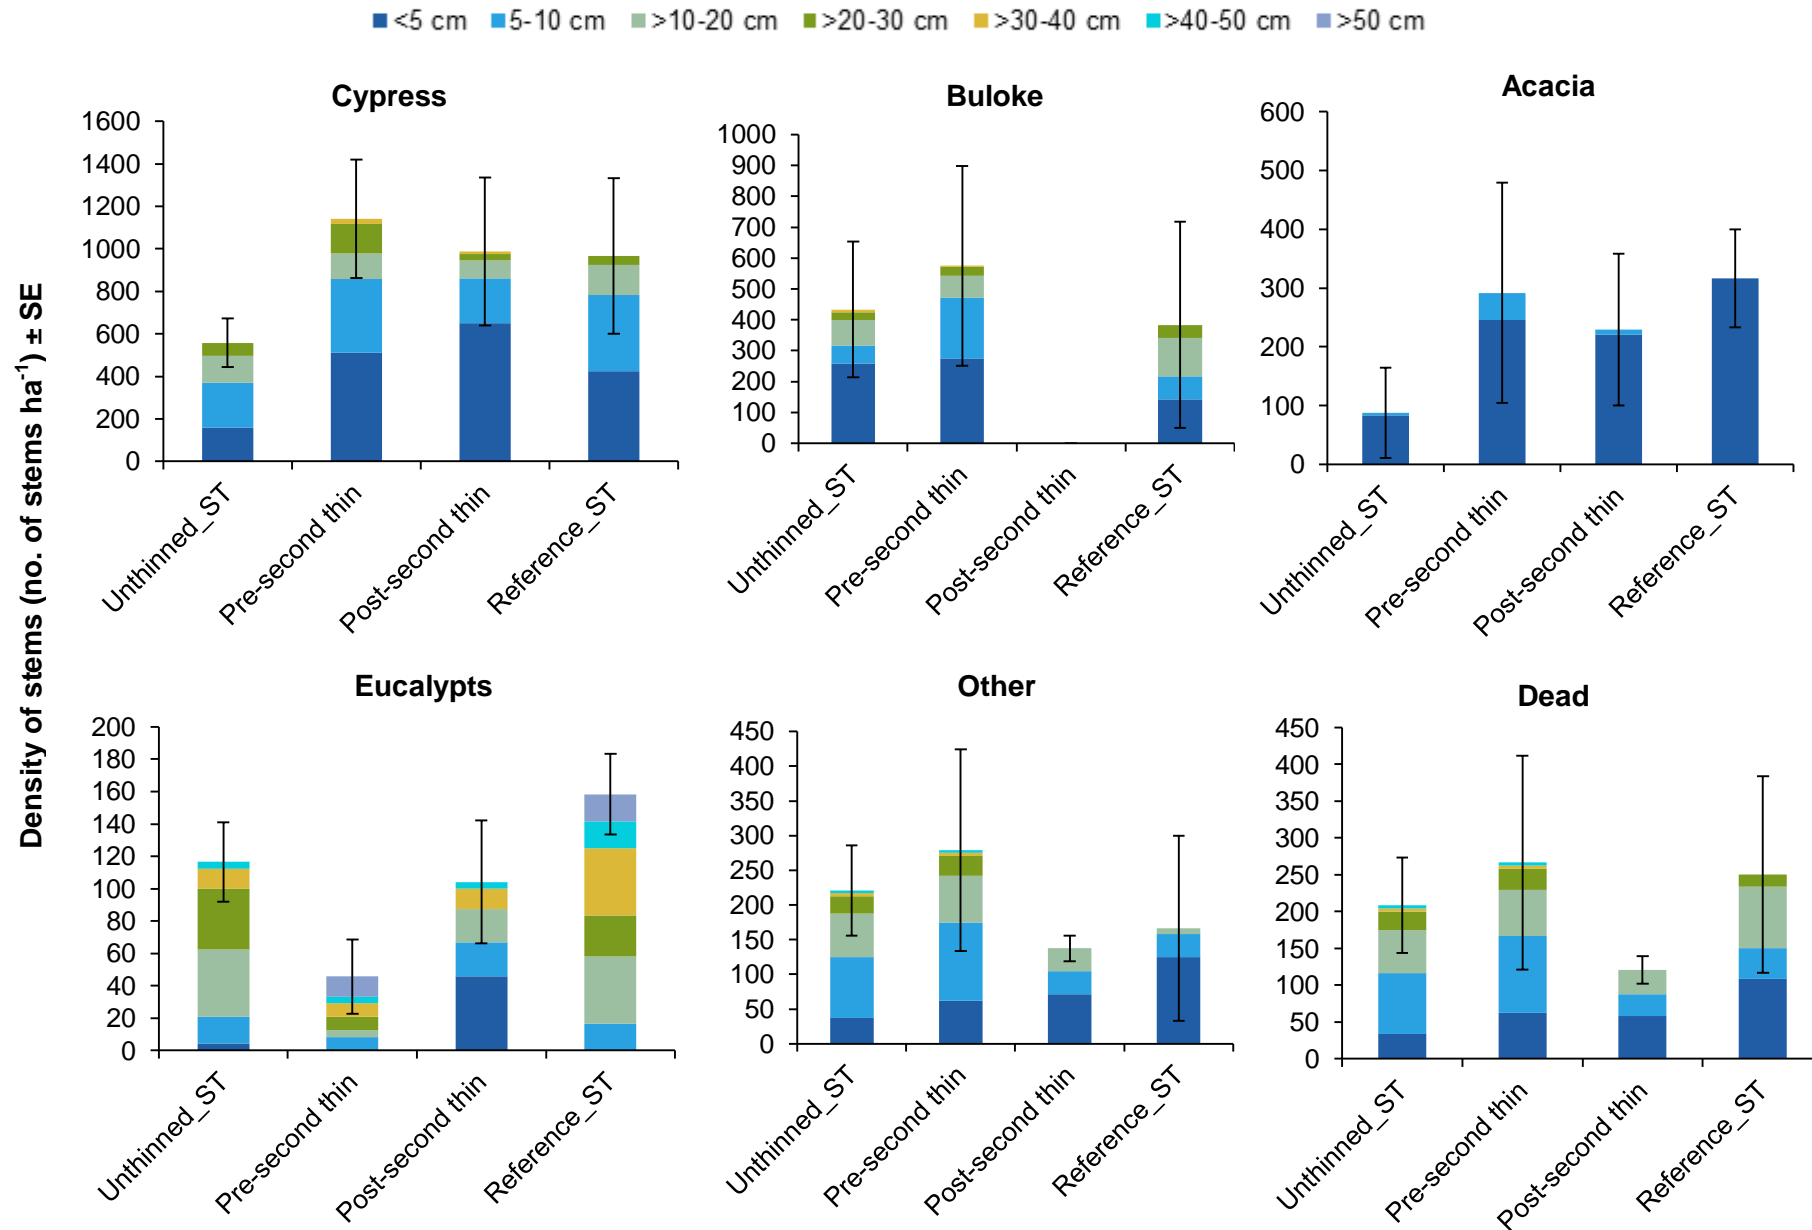 <5 cm 5-10 cm >10-20 cm >20-30 cm >30-40 cm >40-50 cm >50 cm
Density of stems (no. of stems ha⁻¹) ± SE
Cypress
1600
1400
1200
1000
800
600
400
200
0
Unthinned_ST
Pre-second thin
Post-second thin
Reference_ST
Buloke
1000
900
800
700
600
500
400
300
200
100
0
Unthinned_ST
Pre-second thin
Post-second thin
Reference_ST
Acacia
600
500
400
300
200
100
0
Unthinned_ST
Pre-second thin
Post-second thin
Reference_ST
Eucalypts
200
180
160
140
120
100
80
60
40
20
0
Unthinned_ST
Pre-second thin
Post-second thin
Reference_ST
Other
450
400
350
300
250
200
150
100
50
0
Unthinned_ST
Pre-second thin
Post-second thin
Reference_ST
Dead
450
400
350
300
250
200
150
100
50
0
Unthinned_ST
Pre-second thin
Post-second thin
Reference_ST